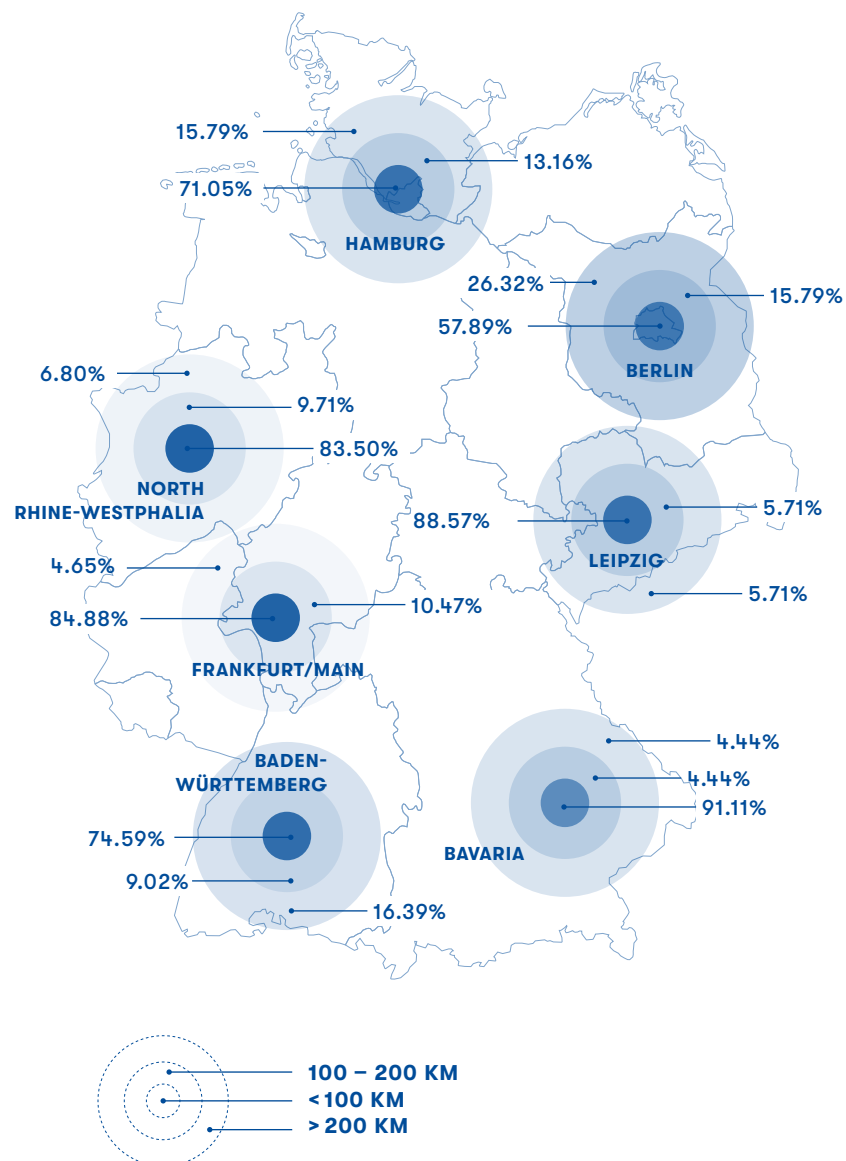 15.79%
13.16%
71.05%
HAMBURG
26.32%
15.79%
57.89%
BERLIN
6.80%
9.71%
83.50%
NORTH
RHINE-WESTPHALIA
88.57%
5.71%
LEIPZIG
5.71%
4.65%
10.47%
84.88%
FRANKFURT/MAIN
4.44%
4.44%
91.11%
BAVARIA
BADEN-
WÜRTTEMBERG
74.59%
9.02%
16.39%
100 – 200 KM
<100 KM
>200 KM